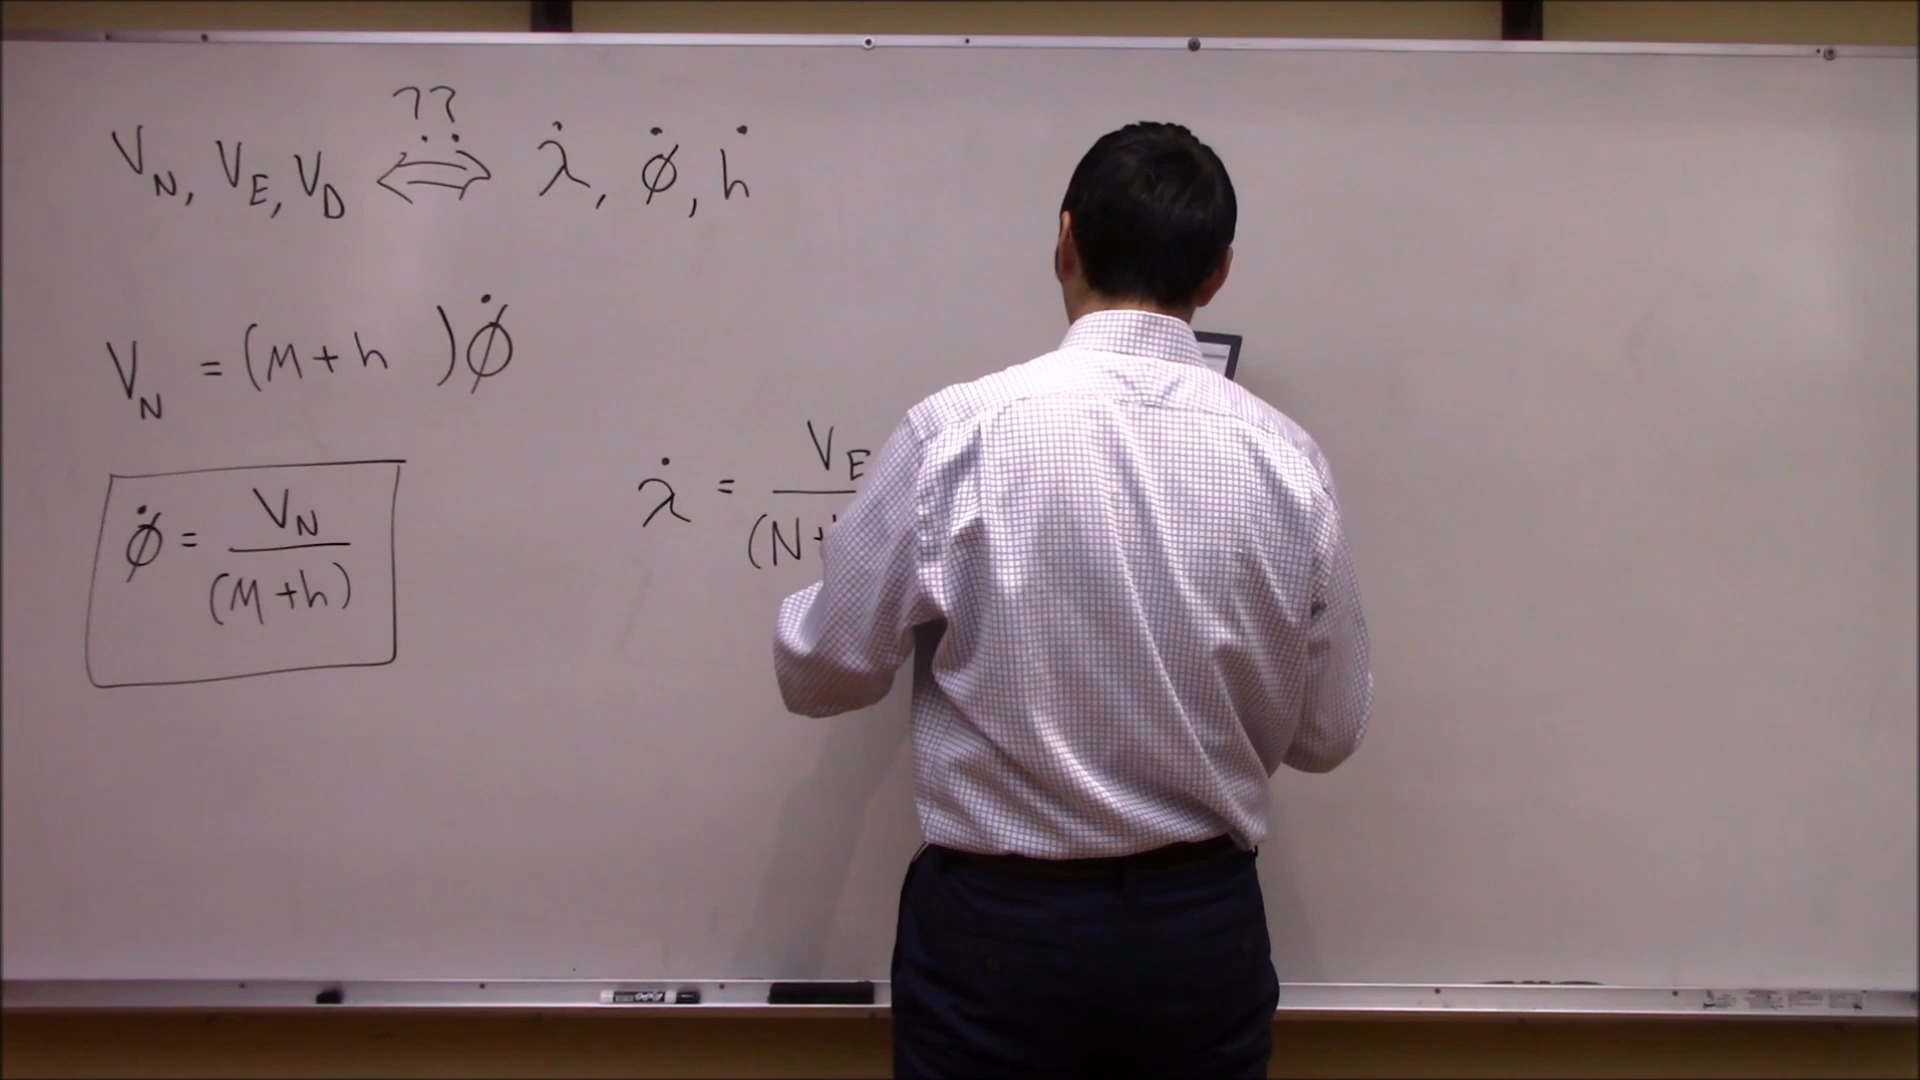 ??
V_N, V_E, V_D ⟺ λ̇, φ̇, ḣ
V_N = (M + h )φ̇
φ̇ = V_N / (M + h)
λ̇ = V_E / (N +